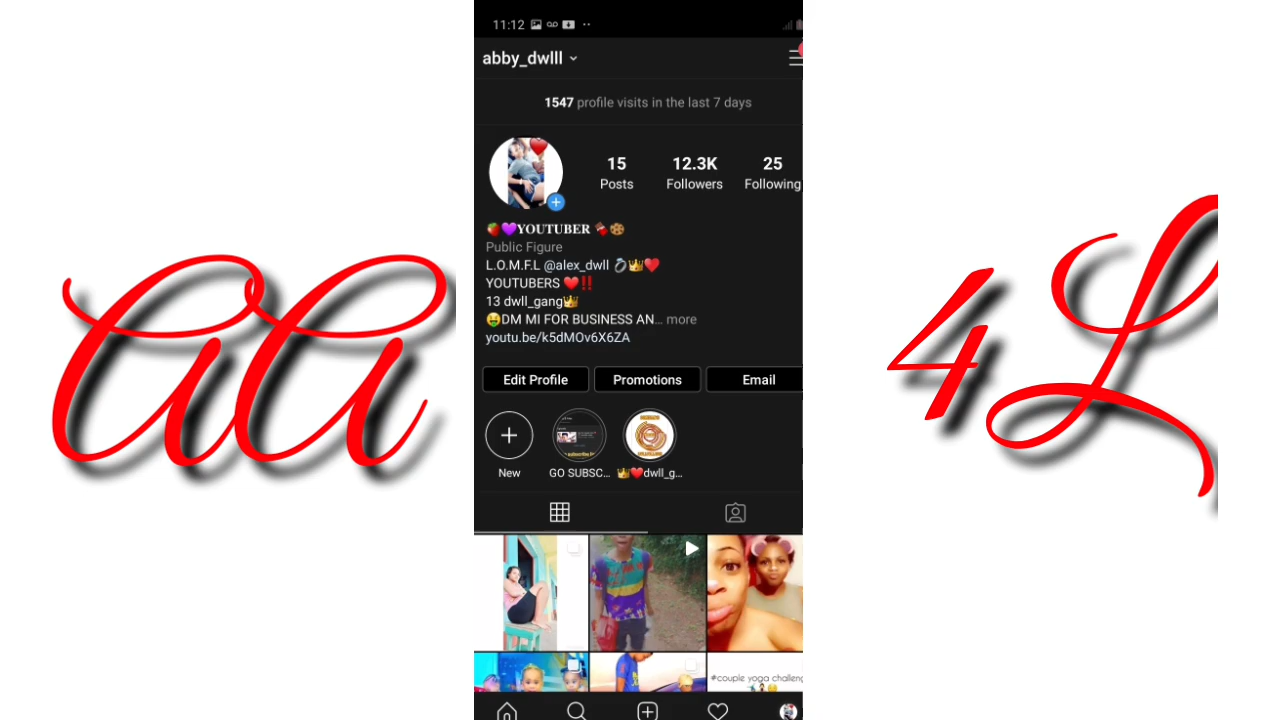 aa
4L
11:12
abby_dwlll
1547 profile visits in the last 7 days
15 12.3K 25
Posts Followers Following
🍓💜YOUTUBER 🍫🍪
Public Figure
L.O.M.F.L @alex_dwll 💍👑❤️
YOUTUBERS ❤️‼️
13 dwll_gang👑
🤑DM MI FOR BUSINESS AN... more
youtu.be/k5dMOv6X6ZA
Edit Profile Promotions Email
New GO SUBSC... 👑❤️dwll_g...
#couple yoga challeng